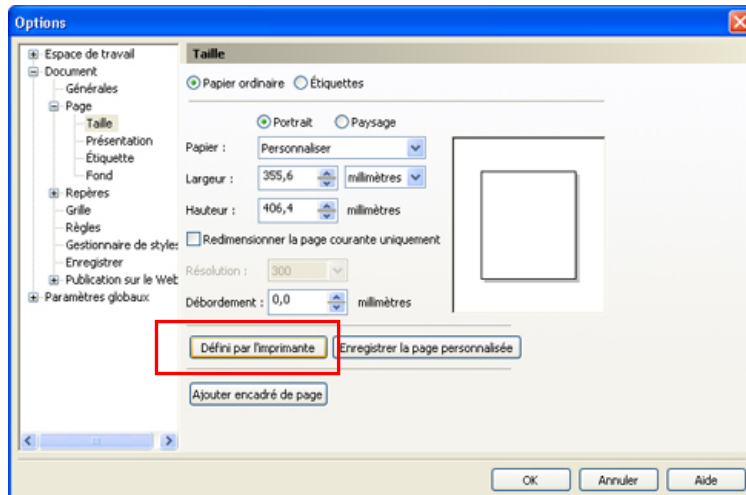 Options
Espace de travail
Document
Générales
Page
Taille
Présentation
Étiquette
Fond
Repères
Grille
Règles
Gestionnaire de styles
Enregistrer
Publication sur le Web
Paramètres globaux
Taille
Papier ordinaire Étiquettes
Portrait Paysage
Papier : Personnaliser
Largeur : 355,6 millimètres
Hauteur : 406,4 millimètres
Redimensionner la page courante uniquement
Résolution : 300
Débordement : 0,0 millimètres
Défini par l'imprimante Enregistrer la page personnalisée
Ajouter encadré de page
OK Annuler Aide